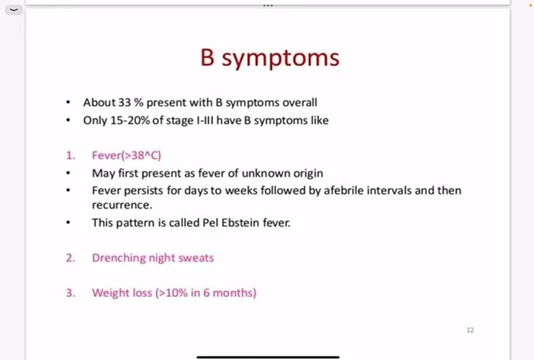 B symptoms
• About 33 % present with B symptoms overall
• Only 15-20% of stage I-III have B symptoms like
1. Fever(>38^C)
• May first present as fever of unknown origin
• Fever persists for days to weeks followed by afebrile intervals and then
recurrence.
• This pattern is called Pel Ebstein fever.
2. Drenching night sweats
3. Weight loss (>10% in 6 months)
12